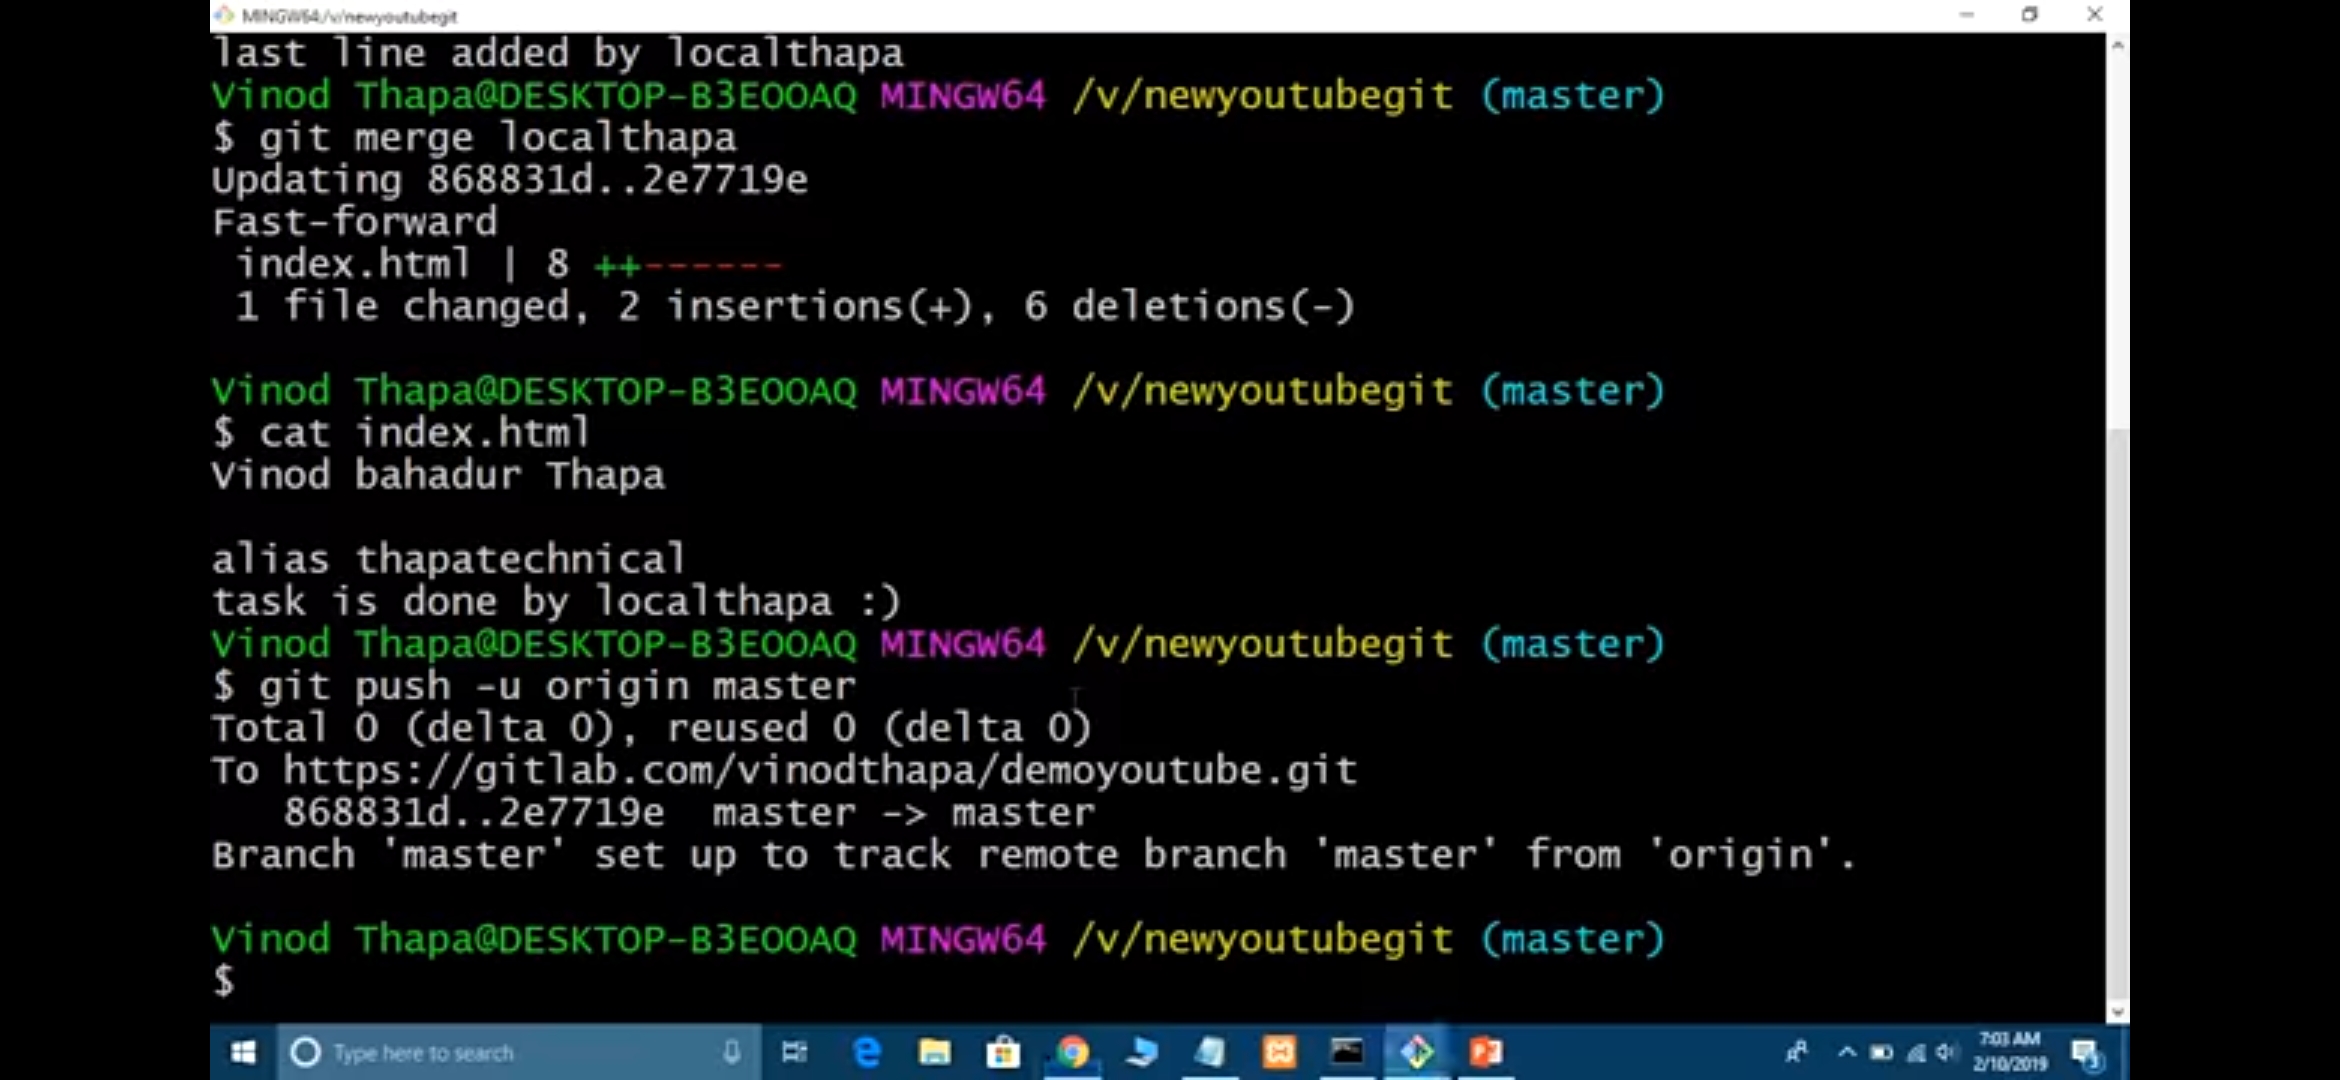 MINGW64:/v/newyoutubegit
last line added by localthapa
Vinod Thapa@DESKTOP-B3EOOAQ MINGW64 /v/newyoutubegit (master)
$ git merge localthapa
Updating 868831d..2e7719e
Fast-forward
 index.html | 8 ++------
 1 file changed, 2 insertions(+), 6 deletions(-)
Vinod Thapa@DESKTOP-B3EOOAQ MINGW64 /v/newyoutubegit (master)
$ cat index.html
Vinod bahadur Thapa
alias thapatechnical
task is done by localthapa :)
Vinod Thapa@DESKTOP-B3EOOAQ MINGW64 /v/newyoutubegit (master)
$ git push -u origin master
Total 0 (delta 0), reused 0 (delta 0)
To https://gitlab.com/vinodthapa/demoyoutube.git
   868831d..2e7719e  master -> master
Branch 'master' set up to track remote branch 'master' from 'origin'.
Vinod Thapa@DESKTOP-B3EOOAQ MINGW64 /v/newyoutubegit (master)
$
Type here to search
7:03 AM
2/10/2019
3